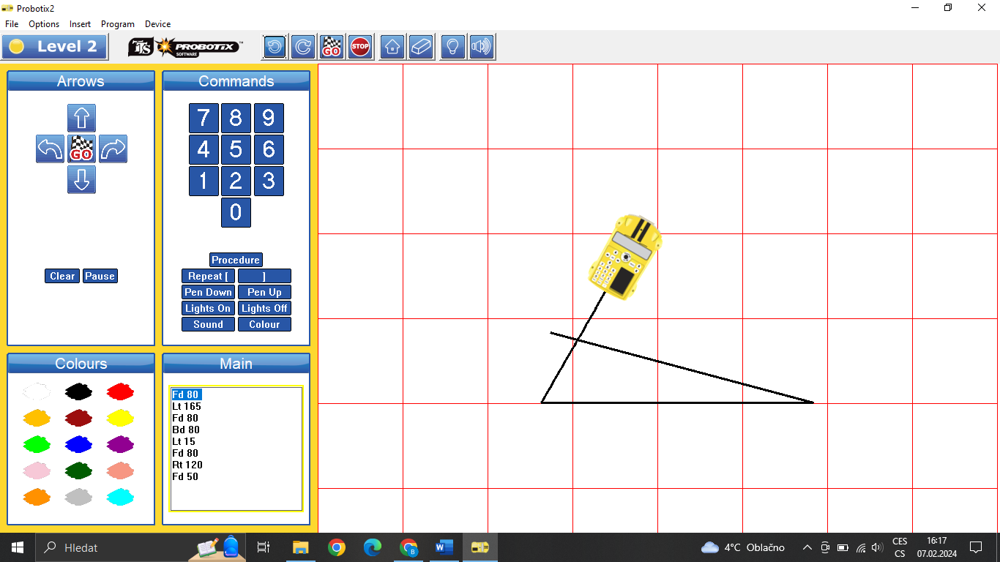 Probotix2
File Options Insert Program Device
Level 2
TTS PROBOTIX™ GO STOP
SOFTWARE
Arrows
GO
Clear Pause
Commands
7 8 9
4 5 6
1 2 3
0
Procedure
Repeat [ ]
Pen Down Pen Up
Lights On Lights Off
Sound Colour
Colours
Main
Fd 80
Lt 165
Fd 80
Bd 80
Lt 15
Fd 80
Rt 120
Fd 50
Hledat
4°C Oblačno
CES
CS
16:17
07.02.2024